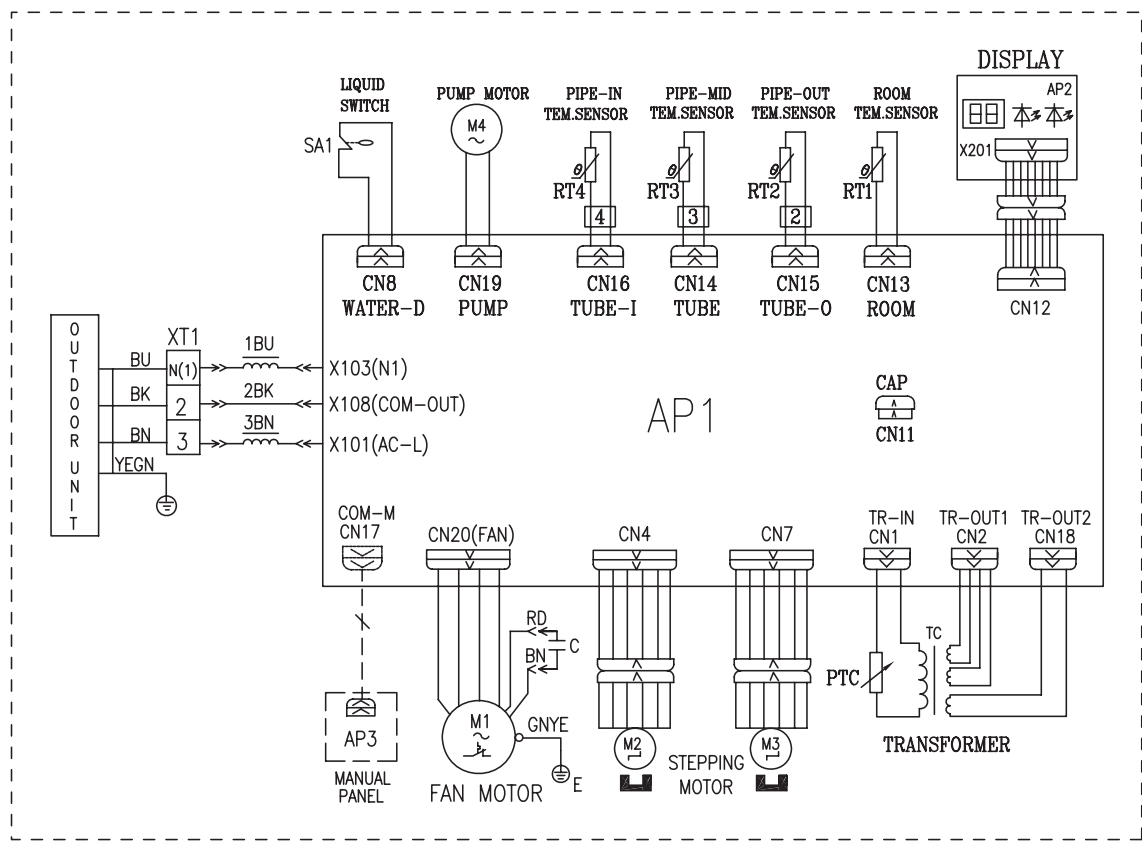 DISPLAY
AP2
X201
CN12
LIQUID
SWITCH
SA1
PUMP MOTOR
M4
PIPE-IN
TEM.SENSOR
RT4
4
PIPE-MID
TEM.SENSOR
RT3
3
PIPE-OUT
TEM.SENSOR
RT2
2
ROOM
TEM.SENSOR
RT1
CN8
WATER-D
CN19
PUMP
CN16
TUBE-I
CN14
TUBE
CN15
TUBE-O
CN13
ROOM
OUTDOOR UNIT
BU
BK
BN
YEGN
XT1
N(1)
2
3
1BU
2BK
3BN
X103(N1)
X108(COM-OUT)
X101(AC-L)
AP1
CAP
CN11
COM-M
CN17
CN20(FAN)
CN4
CN7
TR-IN
CN1
TR-OUT1
CN2
TR-OUT2
CN18
AP3
MANUAL
PANEL
RD
BN
C
M1
GNYE
E
FAN MOTOR
M2
M3
STEPPING
MOTOR
PTC
TC
TRANSFORMER